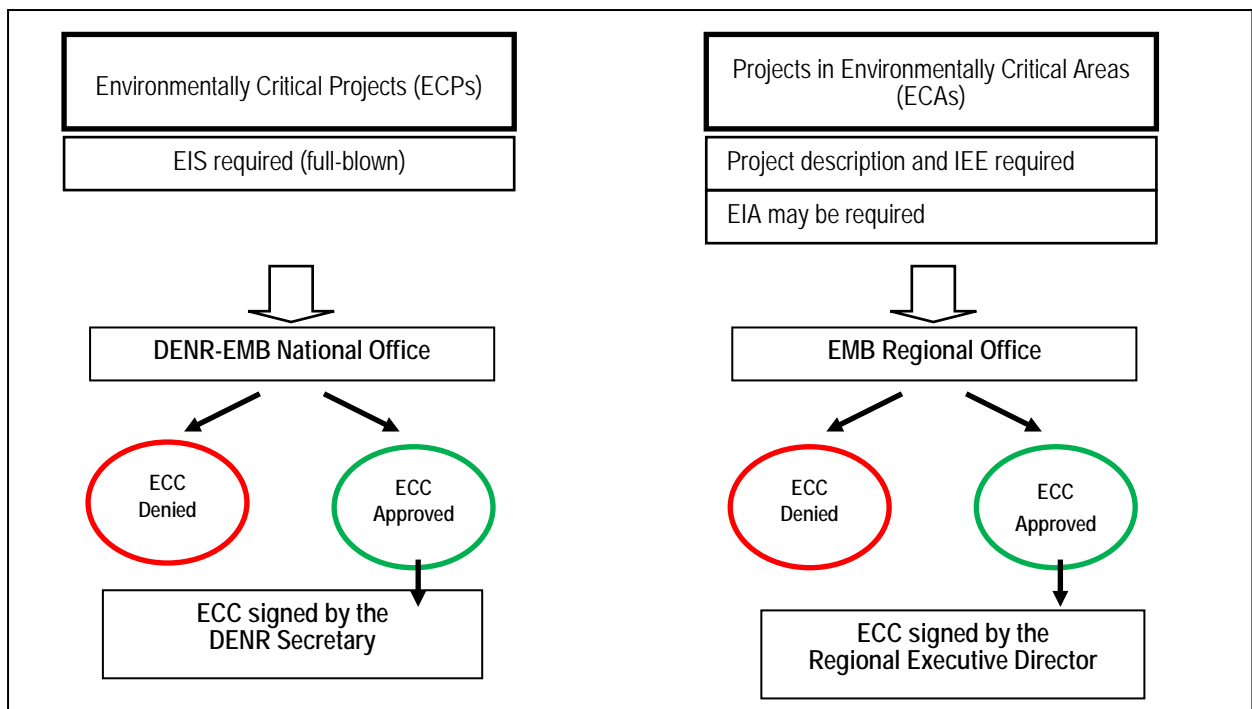 Environmentally Critical Projects (ECPs)
EIS required (full-blown)
DENR-EMB National Office
ECC
Denied
ECC
Approved
ECC signed by the
DENR Secretary
Projects in Environmentally Critical Areas
(ECAs)
Project description and IEE required
EIA may be required
EMB Regional Office
ECC
Denied
ECC
Approved
ECC signed by the
Regional Executive Director